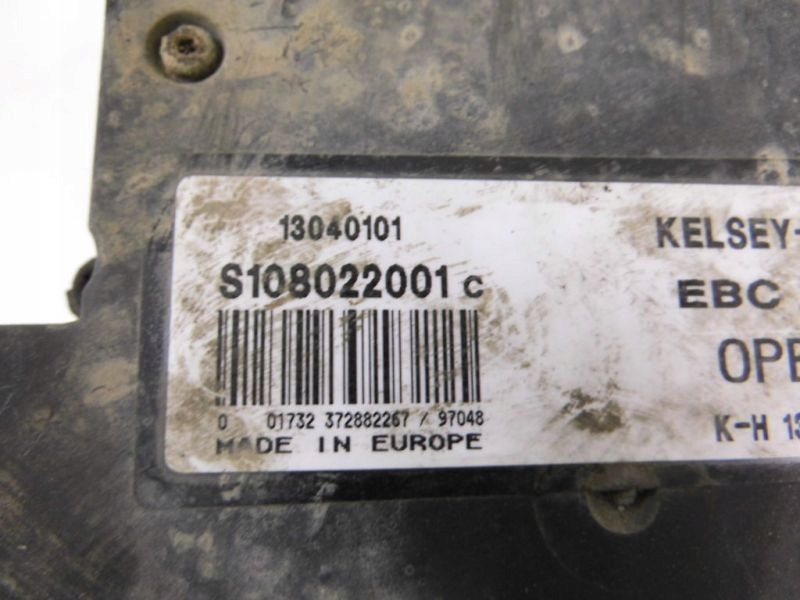 13040101
S108022001 C
0 01732 372882267 / 97048
MADE IN EUROPE
KELSEY-
EBC
OPE
K-H 13